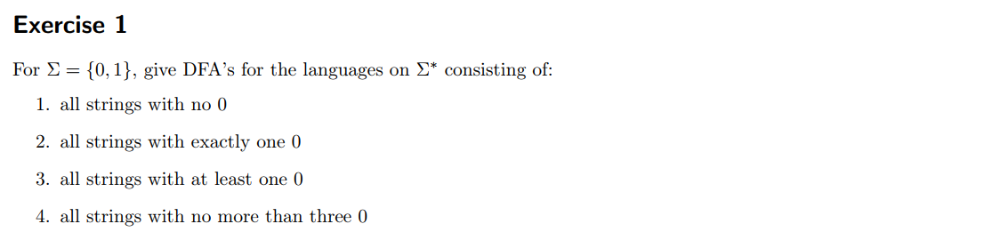 Exercise 1
For Σ = {0, 1}, give DFA's for the languages on Σ* consisting of:
1. all strings with no 0
2. all strings with exactly one 0
3. all strings with at least one 0
4. all strings with no more than three 0